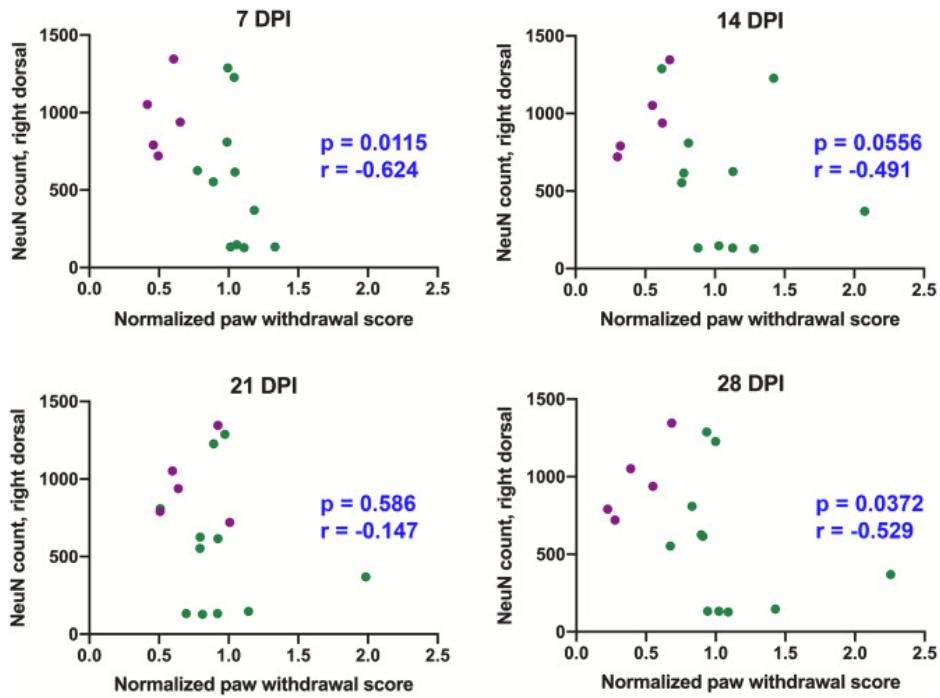 7 DPI
NeuN count, right dorsal
1500
1000
500
0
0.0 0.5 1.0 1.5 2.0 2.5
Normalized paw withdrawal score
p = 0.0115
r = -0.624
14 DPI
NeuN count, right dorsal
1500
1000
500
0
0.0 0.5 1.0 1.5 2.0 2.5
Normalized paw withdrawal score
p = 0.0556
r = -0.491
21 DPI
NeuN count, right dorsal
1500
1000
500
0
0.0 0.5 1.0 1.5 2.0 2.5
Normalized paw withdrawal score
p = 0.586
r = -0.147
28 DPI
NeuN count, right dorsal
1500
1000
500
0
0.0 0.5 1.0 1.5 2.0 2.5
Normalized paw withdrawal score
p = 0.0372
r = -0.529